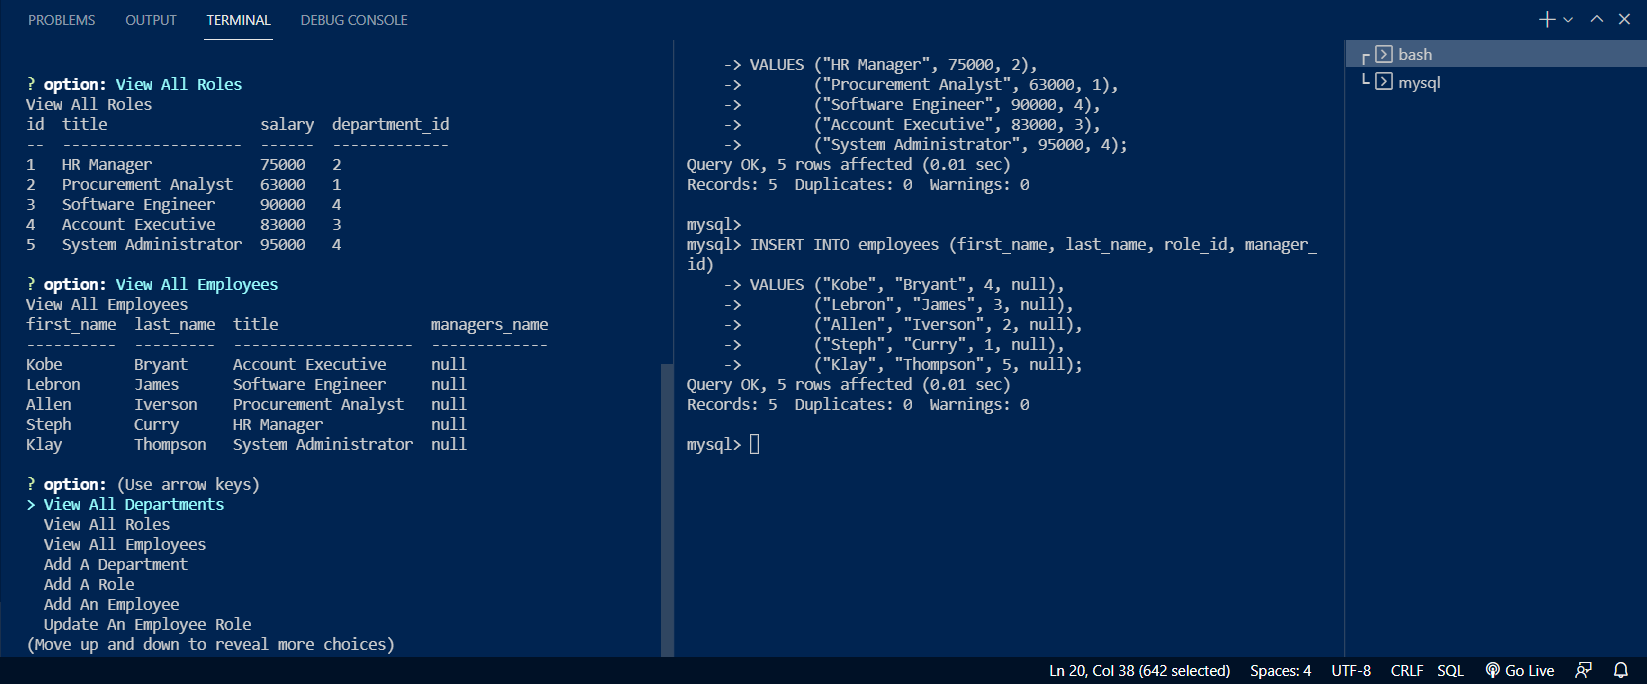 PROBLEMS OUTPUT TERMINAL DEBUG CONSOLE
? option: View All Roles
View All Roles
id  title                 salary  department_id
--  --------------------  ------  -------------
1   HR Manager            75000   2
2   Procurement Analyst   63000   1
3   Software Engineer     90000   4
4   Account Executive     83000   3
5   System Administrator  95000   4
? option: View All Employees
View All Employees
first_name  last_name  title                 managers_name
----------  ---------  --------------------  -------------
Kobe        Bryant     Account Executive     null
Lebron      James      Software Engineer     null
Allen       Iverson    Procurement Analyst   null
Steph       Curry      HR Manager            null
Klay        Thompson   System Administrator  null
? option: (Use arrow keys)
> View All Departments
  View All Roles
  View All Employees
  Add A Department
  Add A Role
  Add An Employee
  Update An Employee Role
(Move up and down to reveal more choices)
    -> VALUES ("HR Manager", 75000, 2),
    ->        ("Procurement Analyst", 63000, 1),
    ->        ("Software Engineer", 90000, 4),
    ->        ("Account Executive", 83000, 3),
    ->        ("System Administrator", 95000, 4);
Query OK, 5 rows affected (0.01 sec)
Records: 5  Duplicates: 0  Warnings: 0
mysql>
mysql> INSERT INTO employees (first_name, last_name, role_id, manager_
id)
    -> VALUES ("Kobe", "Bryant", 4, null),
    ->        ("Lebron", "James", 3, null),
    ->        ("Allen", "Iverson", 2, null),
    ->        ("Steph", "Curry", 1, null),
    ->        ("Klay", "Thompson", 5, null);
Query OK, 5 rows affected (0.01 sec)
Records: 5  Duplicates: 0  Warnings: 0
mysql>
bash
mysql
Ln 20, Col 38 (642 selected) Spaces: 4 UTF-8 CRLF SQL Go Live